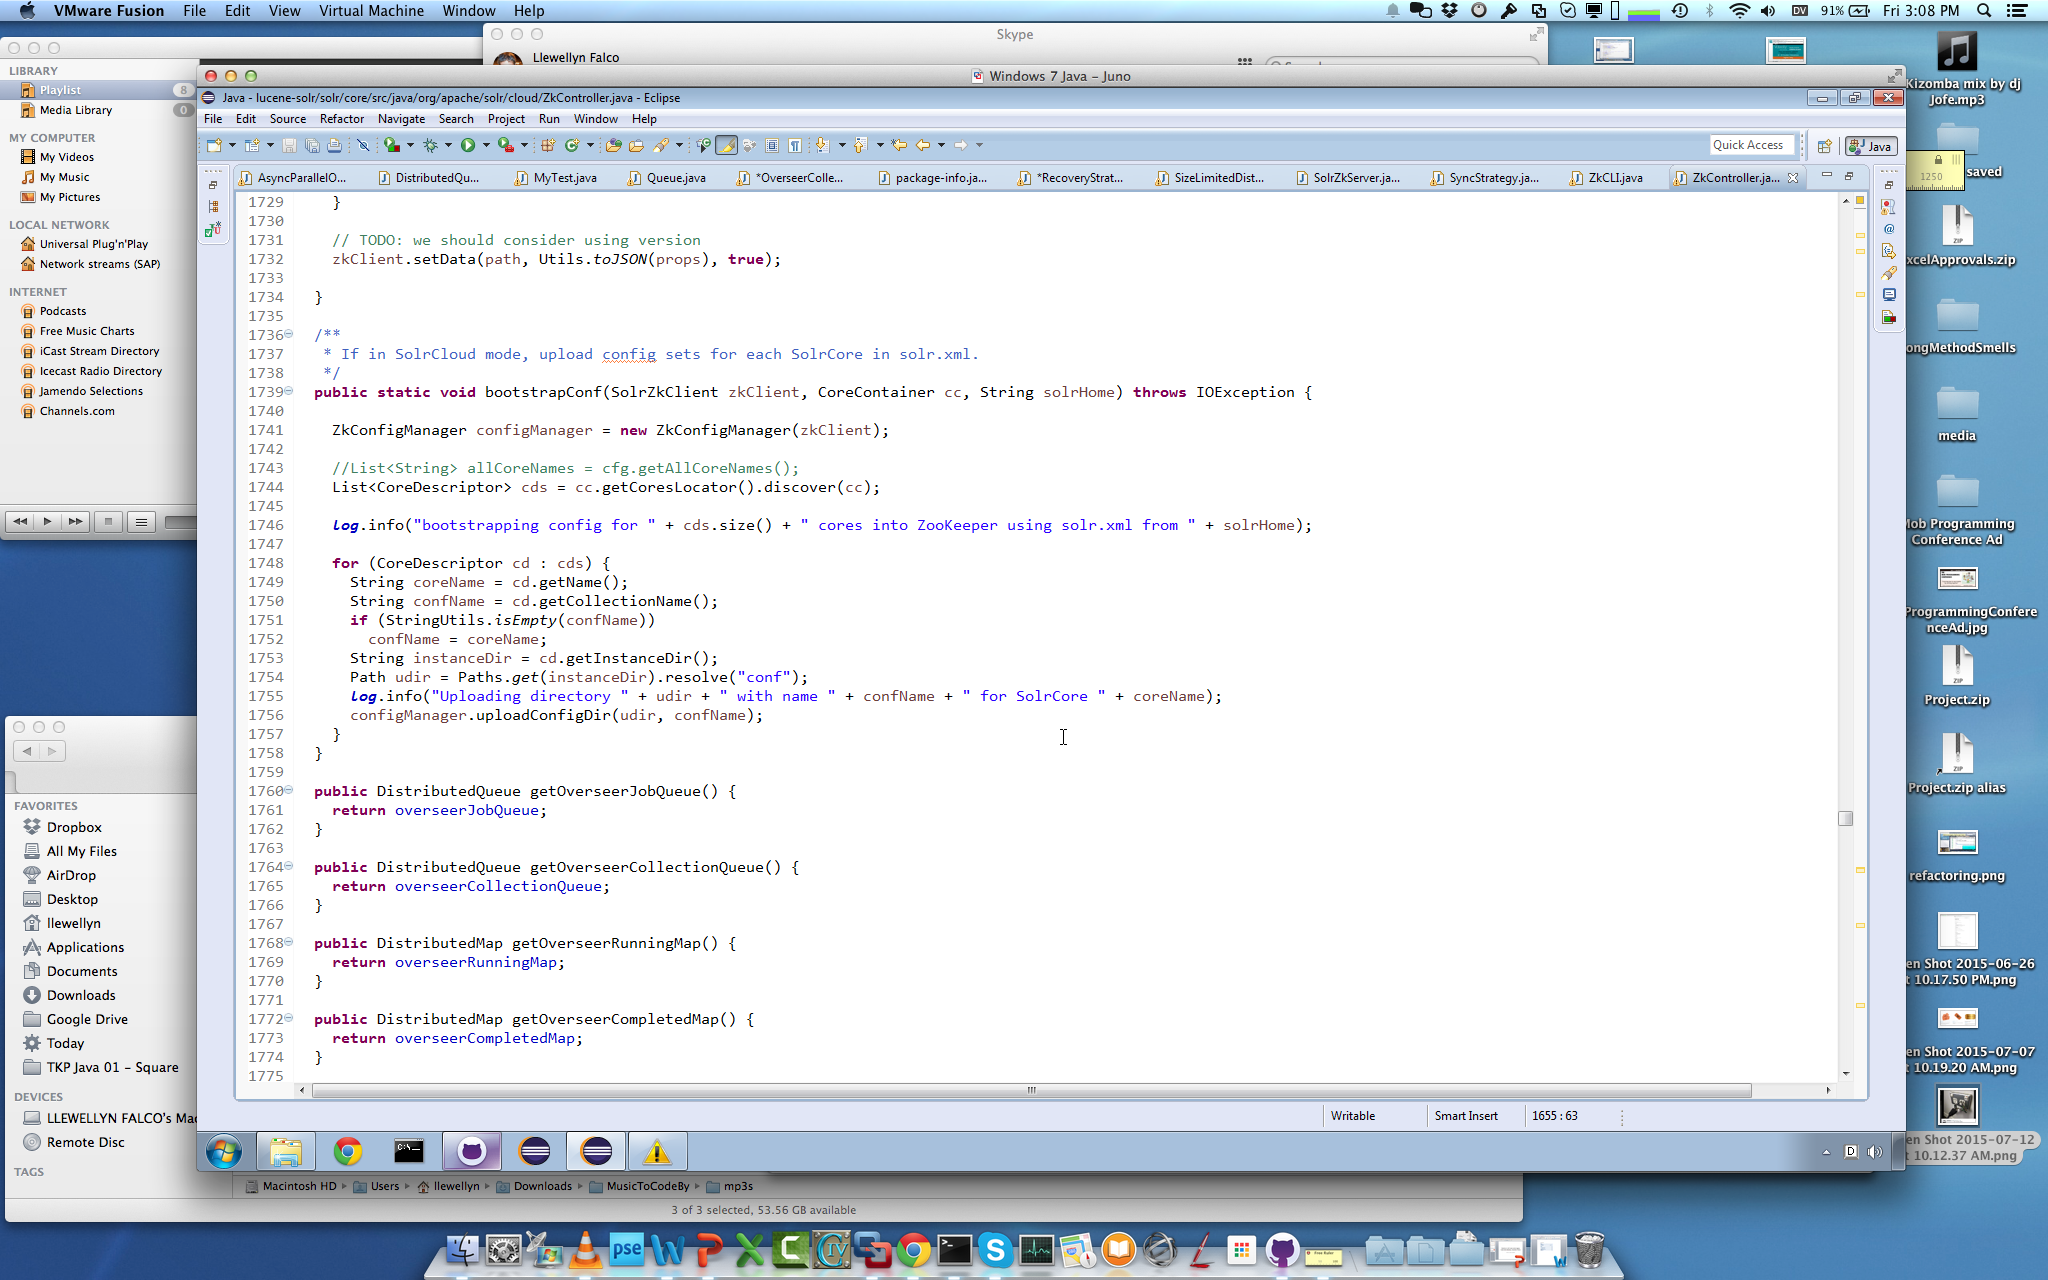 VMware Fusion File Edit View Virtual Machine Window Help
DV 91% Fri 3:08 PM
Skype
Llewellyn Falco
LIBRARY
Playlist 8
Media Library 0
MY COMPUTER
My Videos
My Music
My Pictures
LOCAL NETWORK
Universal Plug'n'Play
Network streams (SAP)
INTERNET
Podcasts
Free Music Charts
iCast Stream Directory
Icecast Radio Directory
Jamendo Selections
Channels.com
Windows 7 Java – Juno
Java - lucene-solr/solr/core/src/java/org/apache/solr/cloud/ZkController.java - Eclipse
File Edit Source Refactor Navigate Search Project Run Window Help
Quick Access
Java
AsyncParallelO... DistributedQu... MyTest.java Queue.java *OverseerColle... package-info.ja... *RecoveryStrat... SizeLimitedDist... SolrZkServer.ja... SyncStrategy.ja... ZkCLI.java ZkController.ja...
1729 }
1730
1731 // TODO: we should consider using version
1732 zkClient.setData(path, Utils.toJSON(props), true);
1733
1734 }
1735
1736 /**
1737 * If in SolrCloud mode, upload config sets for each SolrCore in solr.xml.
1738 */
1739 public static void bootstrapConf(SolrZkClient zkClient, CoreContainer cc, String solrHome) throws IOException {
1740
1741 ZkConfigManager configManager = new ZkConfigManager(zkClient);
1742
1743 //List<String> allCoreNames = cfg.getAllCoreNames();
1744 List<CoreDescriptor> cds = cc.getCoresLocator().discover(cc);
1745
1746 log.info("bootstrapping config for " + cds.size() + " cores into ZooKeeper using solr.xml from " + solrHome);
1747
1748 for (CoreDescriptor cd : cds) {
1749 String coreName = cd.getName();
1750 String confName = cd.getCollectionName();
1751 if (StringUtils.isEmpty(confName))
1752 confName = coreName;
1753 String instanceDir = cd.getInstanceDir();
1754 Path udir = Paths.get(instanceDir).resolve("conf");
1755 log.info("Uploading directory " + udir + " with name " + confName + " for SolrCore " + coreName);
1756 configManager.uploadConfigDir(udir, confName);
1757 }
1758 }
1759
1760 public DistributedQueue getOverseerJobQueue() {
1761 return overseerJobQueue;
1762 }
1763
1764 public DistributedQueue getOverseerCollectionQueue() {
1765 return overseerCollectionQueue;
1766 }
1767
1768 public DistributedMap getOverseerRunningMap() {
1769 return overseerRunningMap;
1770 }
1771
1772 public DistributedMap getOverseerCompletedMap() {
1773 return overseerCompletedMap;
1774 }
1775
Writable Smart Insert 1655 : 63
FAVORITES
Dropbox
All My Files
AirDrop
Desktop
llewellyn
Applications
Documents
Downloads
Google Drive
Today
TKP Java 01 – Square
DEVICES
LLEWELLYN FALCO's Mac
Remote Disc
TAGS
Macintosh HD Users llewellyn Downloads MusicToCodeBy mp3s
3 of 3 selected, 53.56 GB available
Kizomba mix by dj
Jofe.mp3
1250
saved
ZIP
xcelApprovals.zip
ongMethodSmells
media
Mob Programming
Conference Ad
ProgrammingConfere
nceAd.jpg
ZIP
Project.zip
ZIP
Project.zip alias
refactoring.png
en Shot 2015-06-26
t 10.17.50 PM.png
en Shot 2015-07-07
t 10.19.20 AM.png
en Shot 2015-07-12
t 10.12.37 AM.png
D
pse